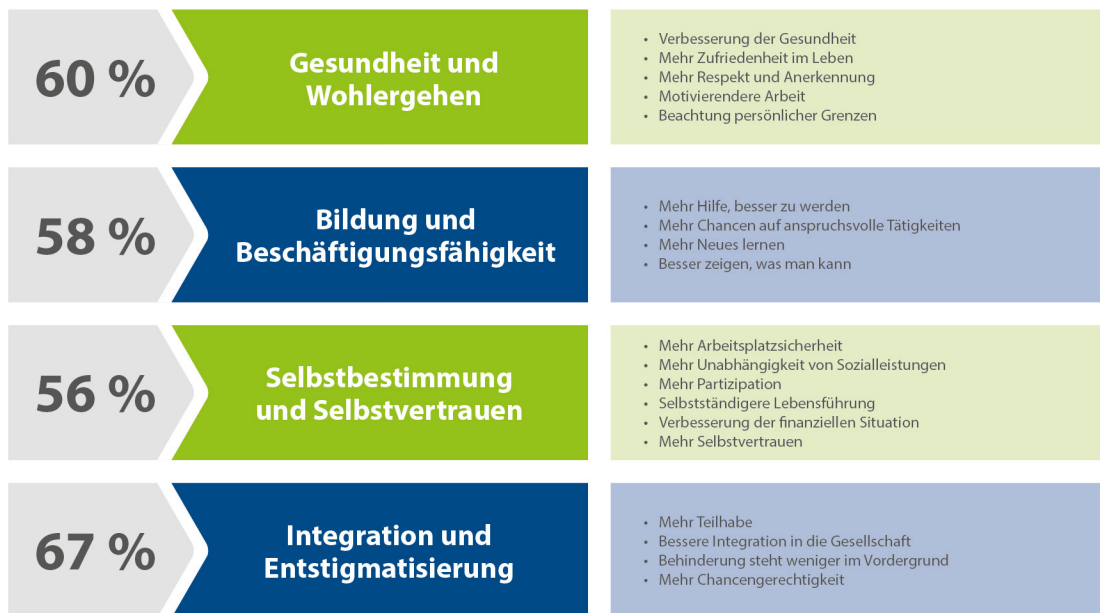 60 %
Gesundheit und
Wohlergehen
• Verbesserung der Gesundheit
• Mehr Zufriedenheit im Leben
• Mehr Respekt und Anerkennung
• Motivierendere Arbeit
• Beachtung persönlicher Grenzen
58 %
Bildung und
Beschäftigungsfähigkeit
• Mehr Hilfe, besser zu werden
• Mehr Chancen auf anspruchsvolle Tätigkeiten
• Mehr Neues lernen
• Besser zeigen, was man kann
56 %
Selbstbestimmung
und Selbstvertrauen
• Mehr Arbeitsplatzsicherheit
• Mehr Unabhängigkeit von Sozialleistungen
• Mehr Partizipation
• Selbstständigere Lebensführung
• Verbesserung der finanziellen Situation
• Mehr Selbstvertrauen
67 %
Integration und
Entstigmatisierung
• Mehr Teilhabe
• Bessere Integration in die Gesellschaft
• Behinderung steht weniger im Vordergrund
• Mehr Chancengerechtigkeit